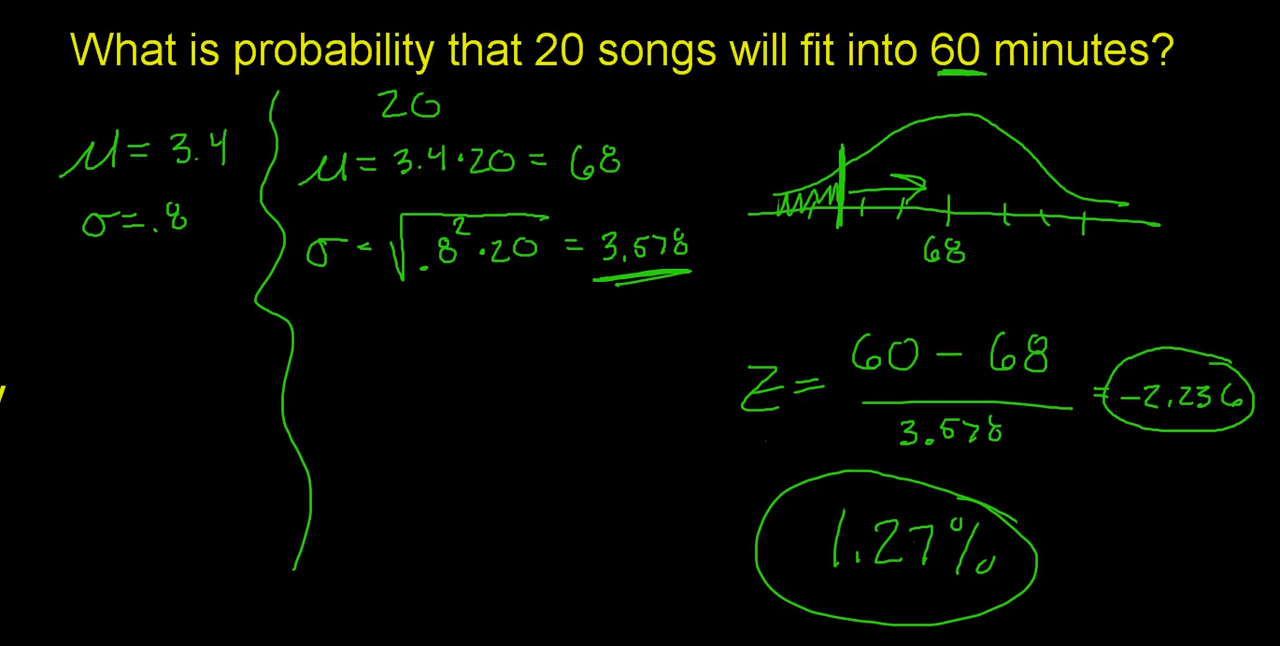 What is probability that 20 songs will fit into 60 minutes?
μ = 3.4
σ = .8
20
μ = 3.4 · 20 = 68
σ = √.8² · 20 = 3.578
68
Z = 60 - 68 / 3.578 = -2.236
1.27%